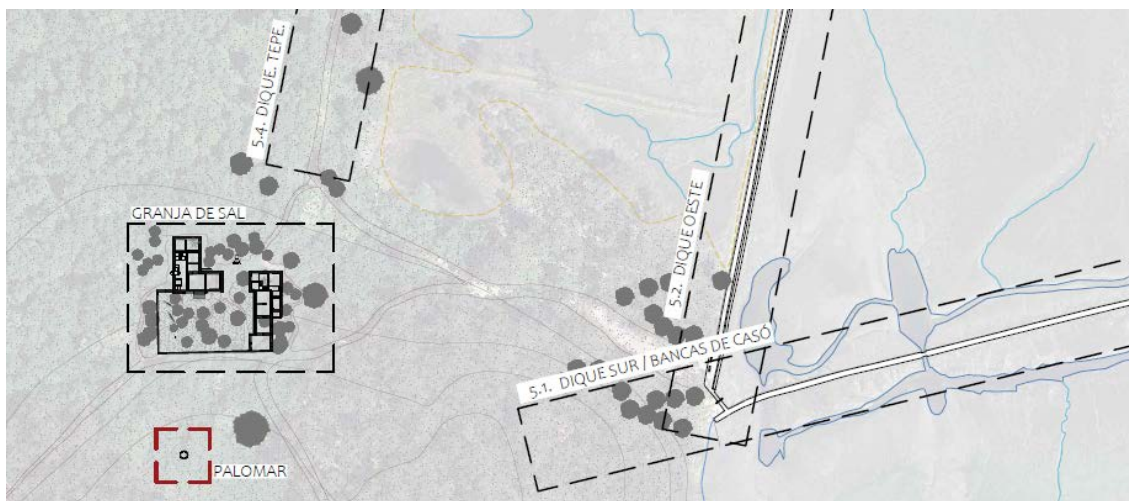 5.4. DIQUE. TEPE.
GRANJA DE SAL
5.2. DIQUE OESTE
5.1. DIQUE SUR / BANCAS DE CASÓ
PALOMAR